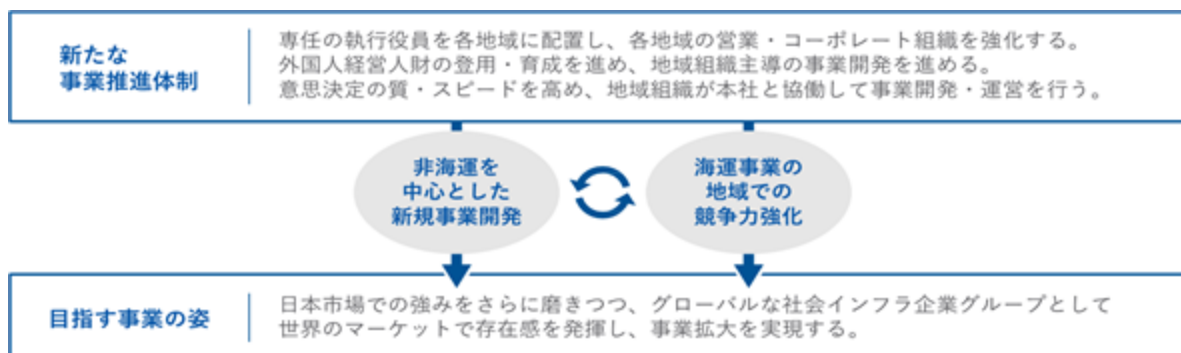 新たな
事業推進体制
専任の執行役員を各地域に配置し、各地域の営業・コーポレート組織を強化する。
外国人経営人財の登用・育成を進め、地域組織主導の事業開発を進める。
意思決定の質・スピードを高め、地域組織が本社と協働して事業開発・運営を行う。
非海運を
中心とした
新規事業開発
海運事業の
地域での
競争力強化
目指す事業の姿
日本市場での強みをさらに磨きつつ、グローバルな社会インフラ企業グループとして
世界のマーケットで存在感を発揮し、事業拡大を実現する。